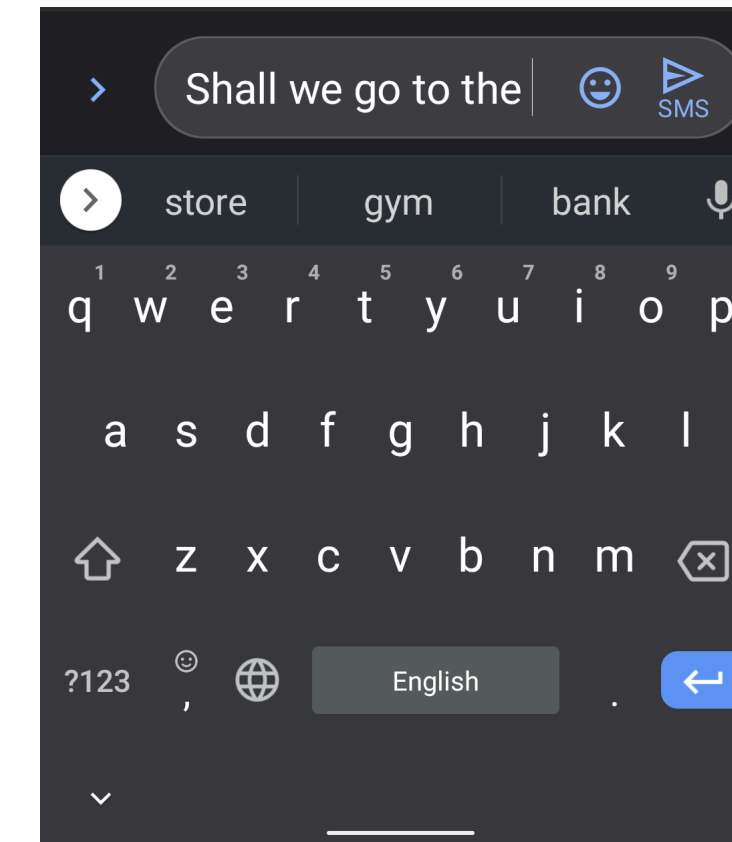 Shall we go to the
SMS
store gym bank
1 2 3 4 5 6 7 8 9
q w e r t y u i o p
a s d f g h j k l
z x c v b n m
?123 , English .